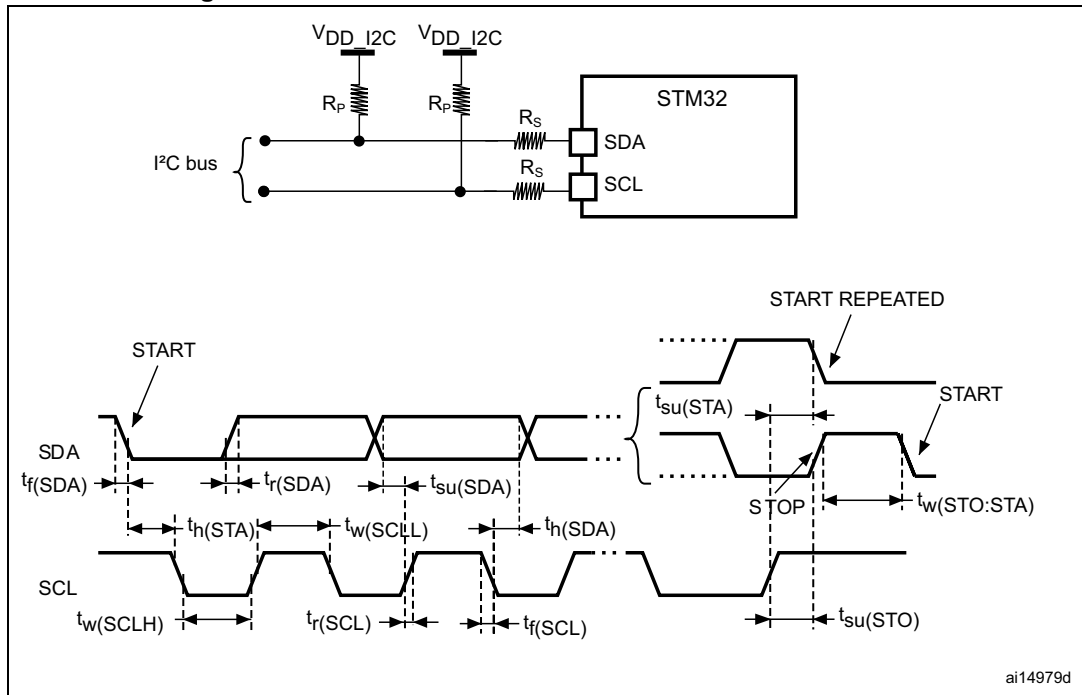 VDD_I2C
VDD_I2C
RP
RP
STM32
RS
SDA
I²C bus
RS
SCL
START REPEATED
START
START
tsu(STA)
SDA
tf(SDA)
tr(SDA)
tsu(SDA)
STOP
tw(STO:STA)
th(STA)
tw(SCLL)
th(SDA)
SCL
tw(SCLH)
tr(SCL)
tf(SCL)
tsu(STO)
ai14979d